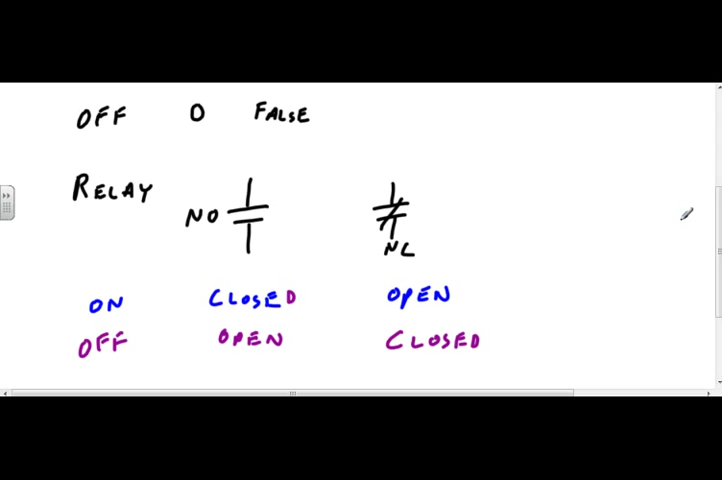 OFF 0 FALSE
RELAY
NO
NC
ON CLOSED OPEN
OFF OPEN CLOSED